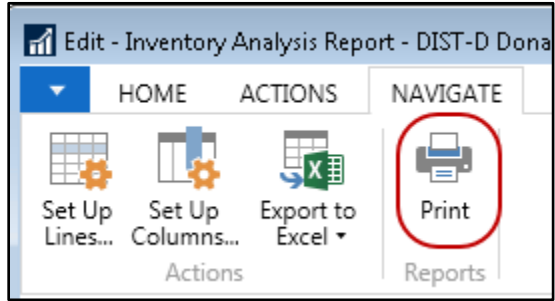 Edit - Inventory Analysis Report - DIST-D Dona
HOME ACTIONS NAVIGATE
Set Up Lines... Set Up Columns... Export to Excel Print
Actions Reports